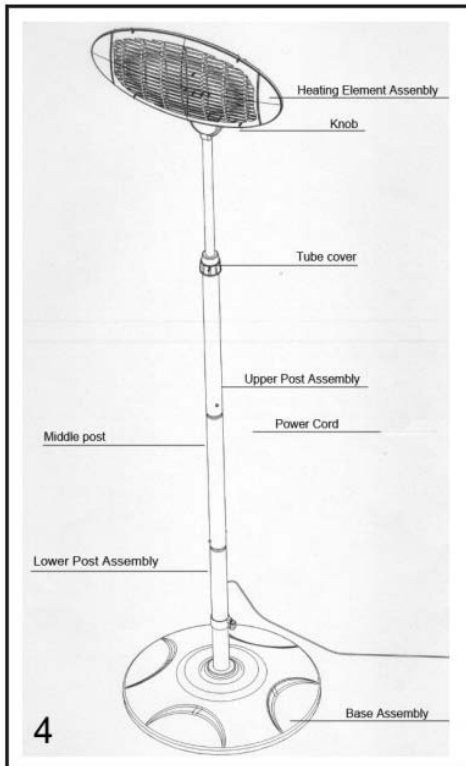 Heating Element Assenbly
Knob
Tube cover
Upper Post Assembly
Power Cord
Middle post
Lower Post Assembly
Base Assembly
4